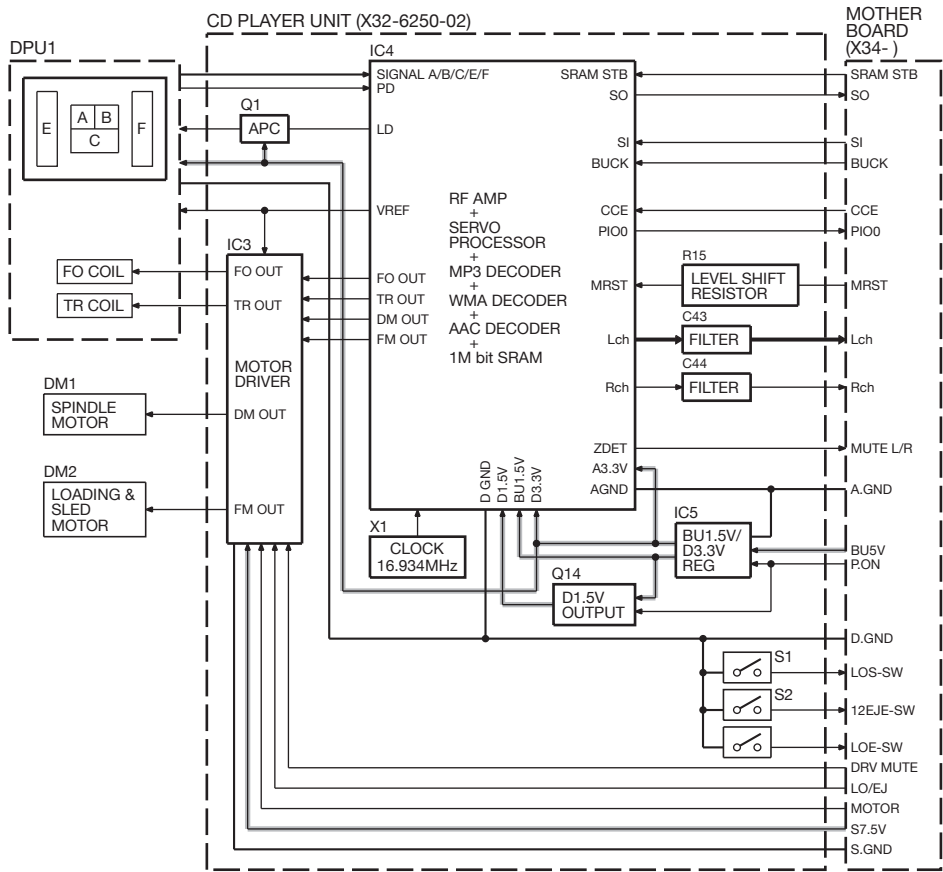 CD PLAYER UNIT (X32-6250-02)
MOTHER
BOARD
(X34- )
DPU1
IC4
SIGNAL A/B/C/E/F
PD
LD
VREF
FO OUT
TR OUT
DM OUT
FM OUT
E
A
B
C
F
Q1
APC
RF AMP
+
SERVO
PROCESSOR
+
MP3 DECODER
+
WMA DECODER
+
AAC DECODER
+
1M bit SRAM
SRAM STB
SO
SI
BUCK
CCE
PIO0
MRST
Lch
Rch
ZDET
A3.3V
AGND
D GND
D1.5V
BU1.5V
D3.3V
IC3
FO OUT
TR OUT
MOTOR
DRIVER
DM OUT
FM OUT
FO COIL
TR COIL
DM1
SPINDLE
MOTOR
DM2
LOADING &
SLED
MOTOR
X1
CLOCK
16.934MHz
R15
LEVEL SHIFT
RESISTOR
C43
FILTER
C44
FILTER
IC5
BU1.5V/
D3.3V
REG
Q14
D1.5V
OUTPUT
S1
S2
SRAM STB
SO
SI
BUCK
CCE
PIO0
MRST
Lch
Rch
MUTE L/R
A.GND
BU5V
P.ON
D.GND
LOS-SW
12EJE-SW
LOE-SW
DRV MUTE
LO/EJ
MOTOR
S7.5V
S.GND